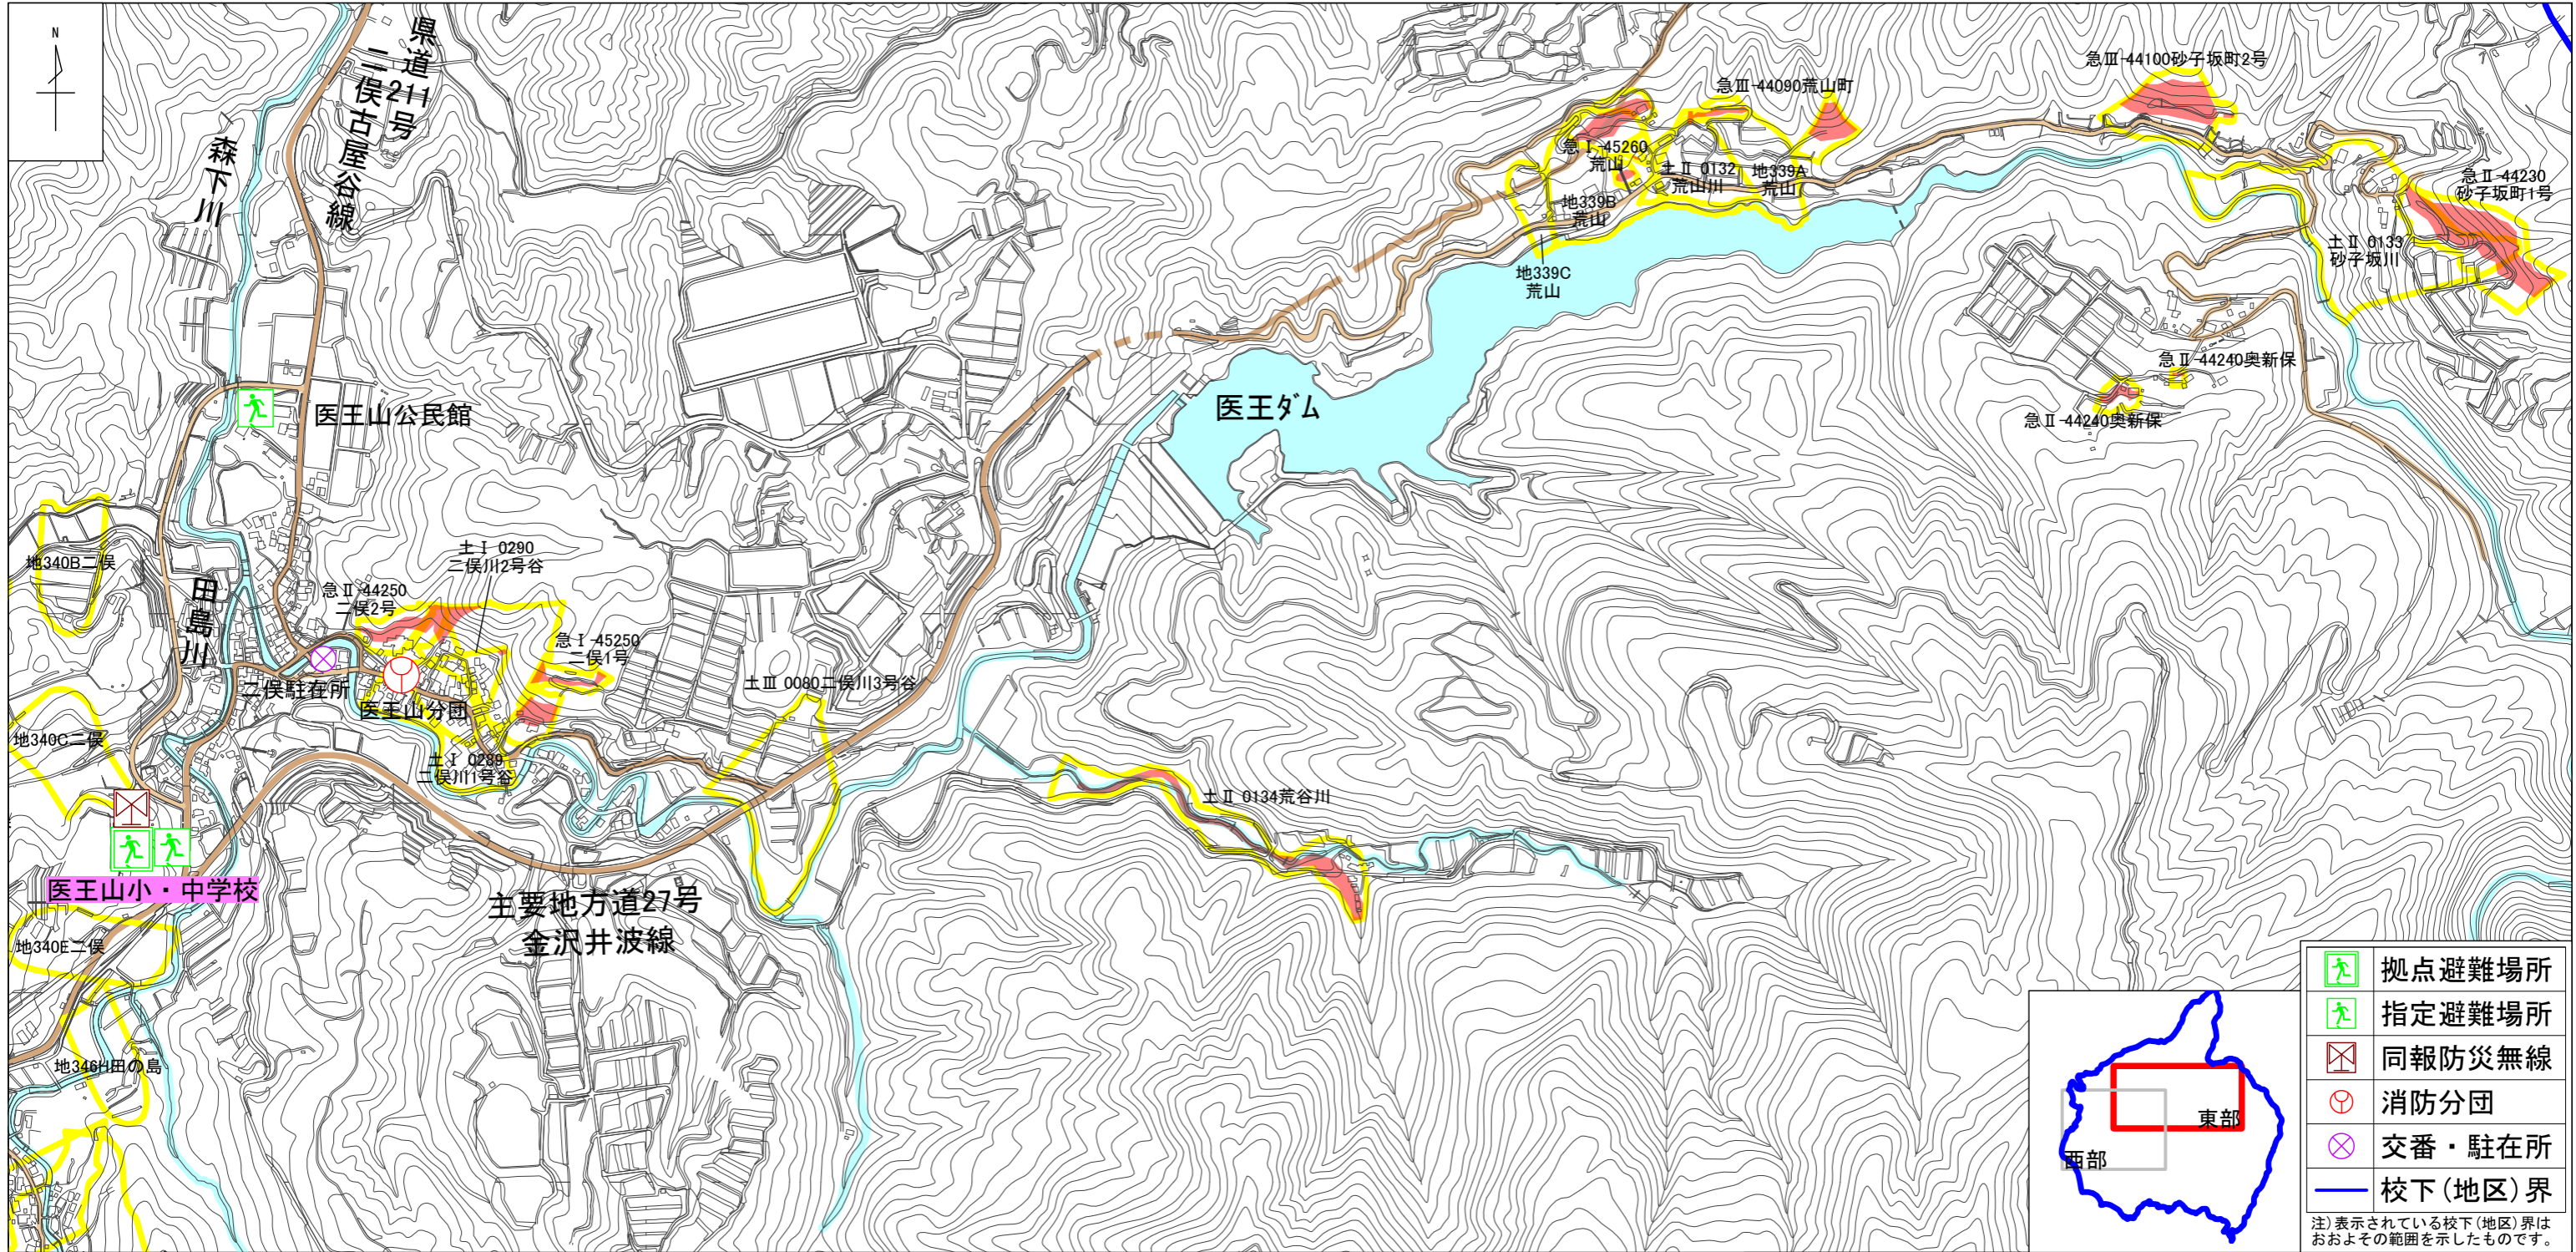 N
県道211号
二俣古屋谷線
森下川
急Ⅲ-44100砂子坂町2号
急Ⅲ-44090荒山町
急Ⅰ-45260
荒山
土Ⅱ 0132
荒山川
地339A
荒山
地339B
荒山
地339C
荒山
急Ⅱ-44230
砂子坂町1号
土Ⅱ 0133
砂子坂川
急Ⅱ-44240奥新保
急Ⅱ-44240奥新保
医王ダム
医王山公民館
地340B二俣
田島川
土Ⅰ 0290
二俣川2号谷
急Ⅱ-44250
二俣2号
急Ⅰ-45250
二俣1号
土Ⅲ 0080二俣川3号谷
二俣駐在所
医王山分団
地340C二俣
土Ⅰ 0289
二俣川1号谷
土Ⅱ 0134荒谷川
医王山小・中学校
主要地方道27号
金沢井波線
地340E二俣
地346H田の島
東部
西部
拠点避難場所
指定避難場所
同報防災無線
消防分団
交番・駐在所
校下(地区)界
注)表示されている校下(地区)界は
おおよその範囲を示したものです。